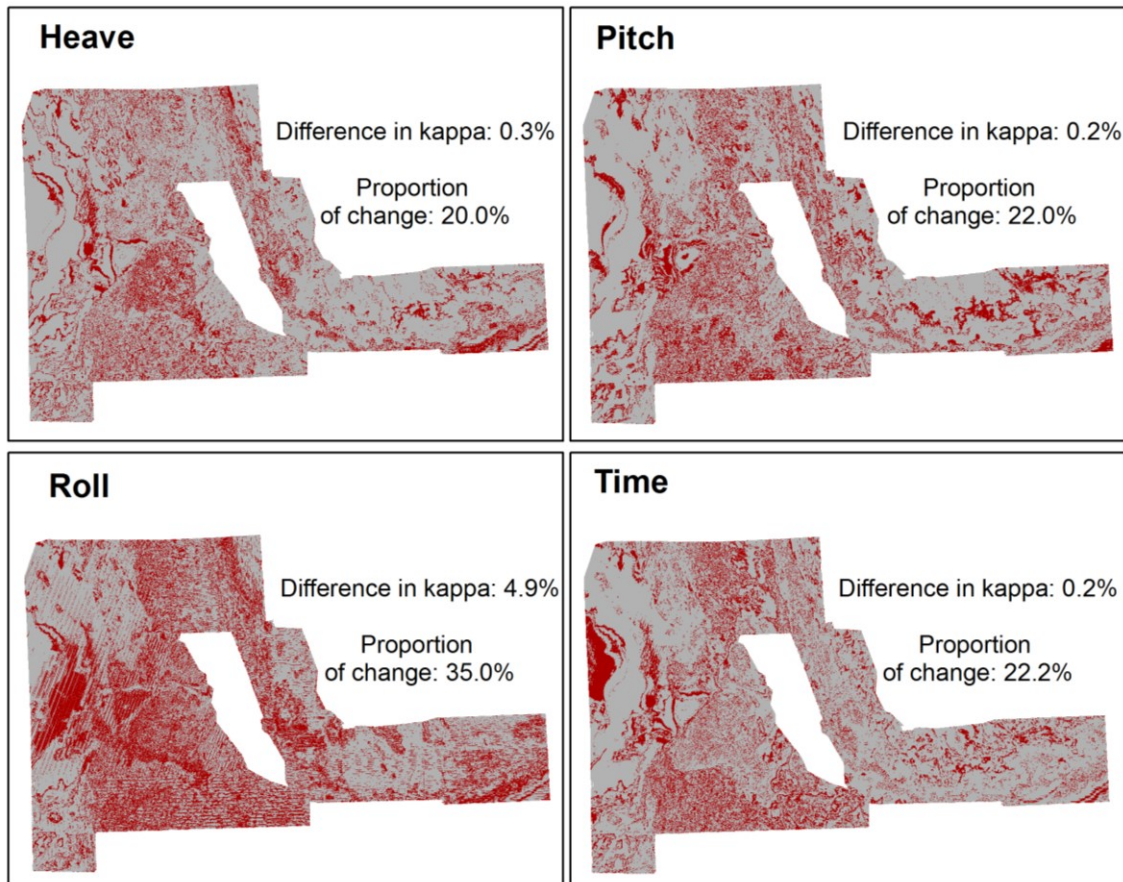 Heave
Difference in kappa: 0.3%
Proportion
of change: 20.0%
Pitch
Difference in kappa: 0.2%
Proportion
of change: 22.0%
Roll
Difference in kappa: 4.9%
Proportion
of change: 35.0%
Time
Difference in kappa: 0.2%
Proportion
of change: 22.2%